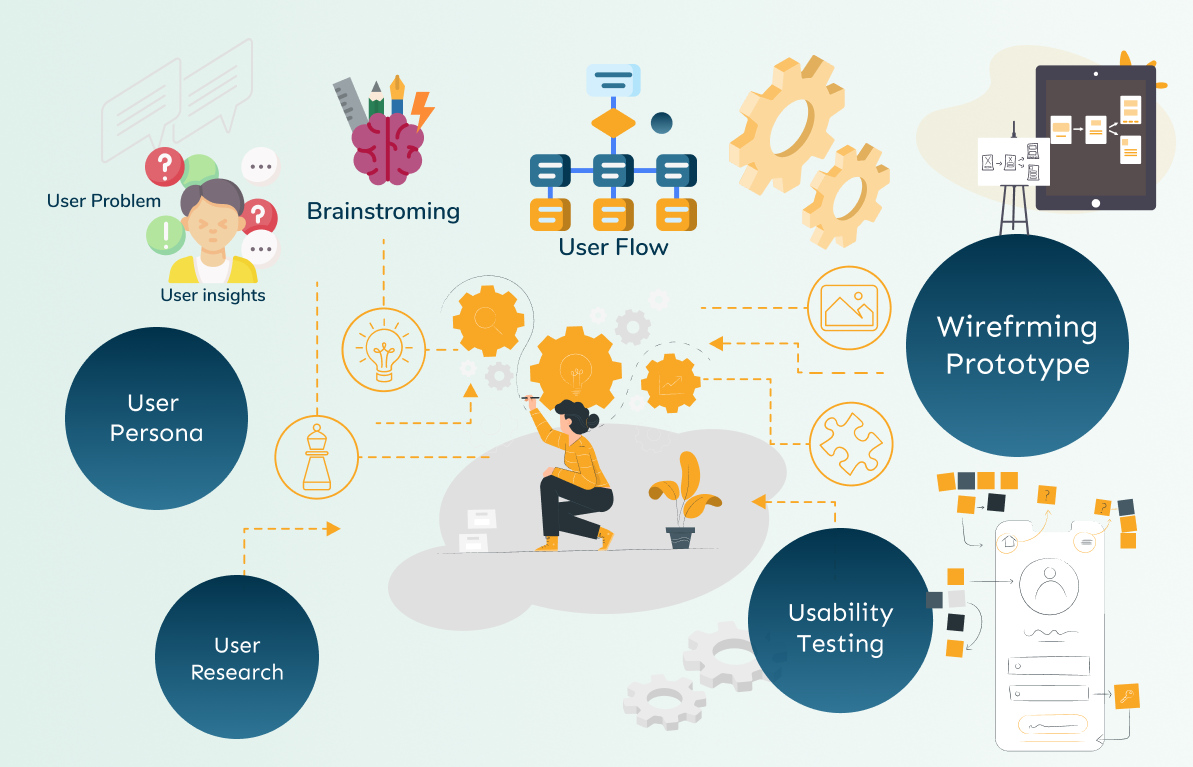 User Problem
User insights
Brainstroming
User Flow
Wirefrming
Prototype
User
Persona
User
Research
Usability
Testing
?
?
!
?
?